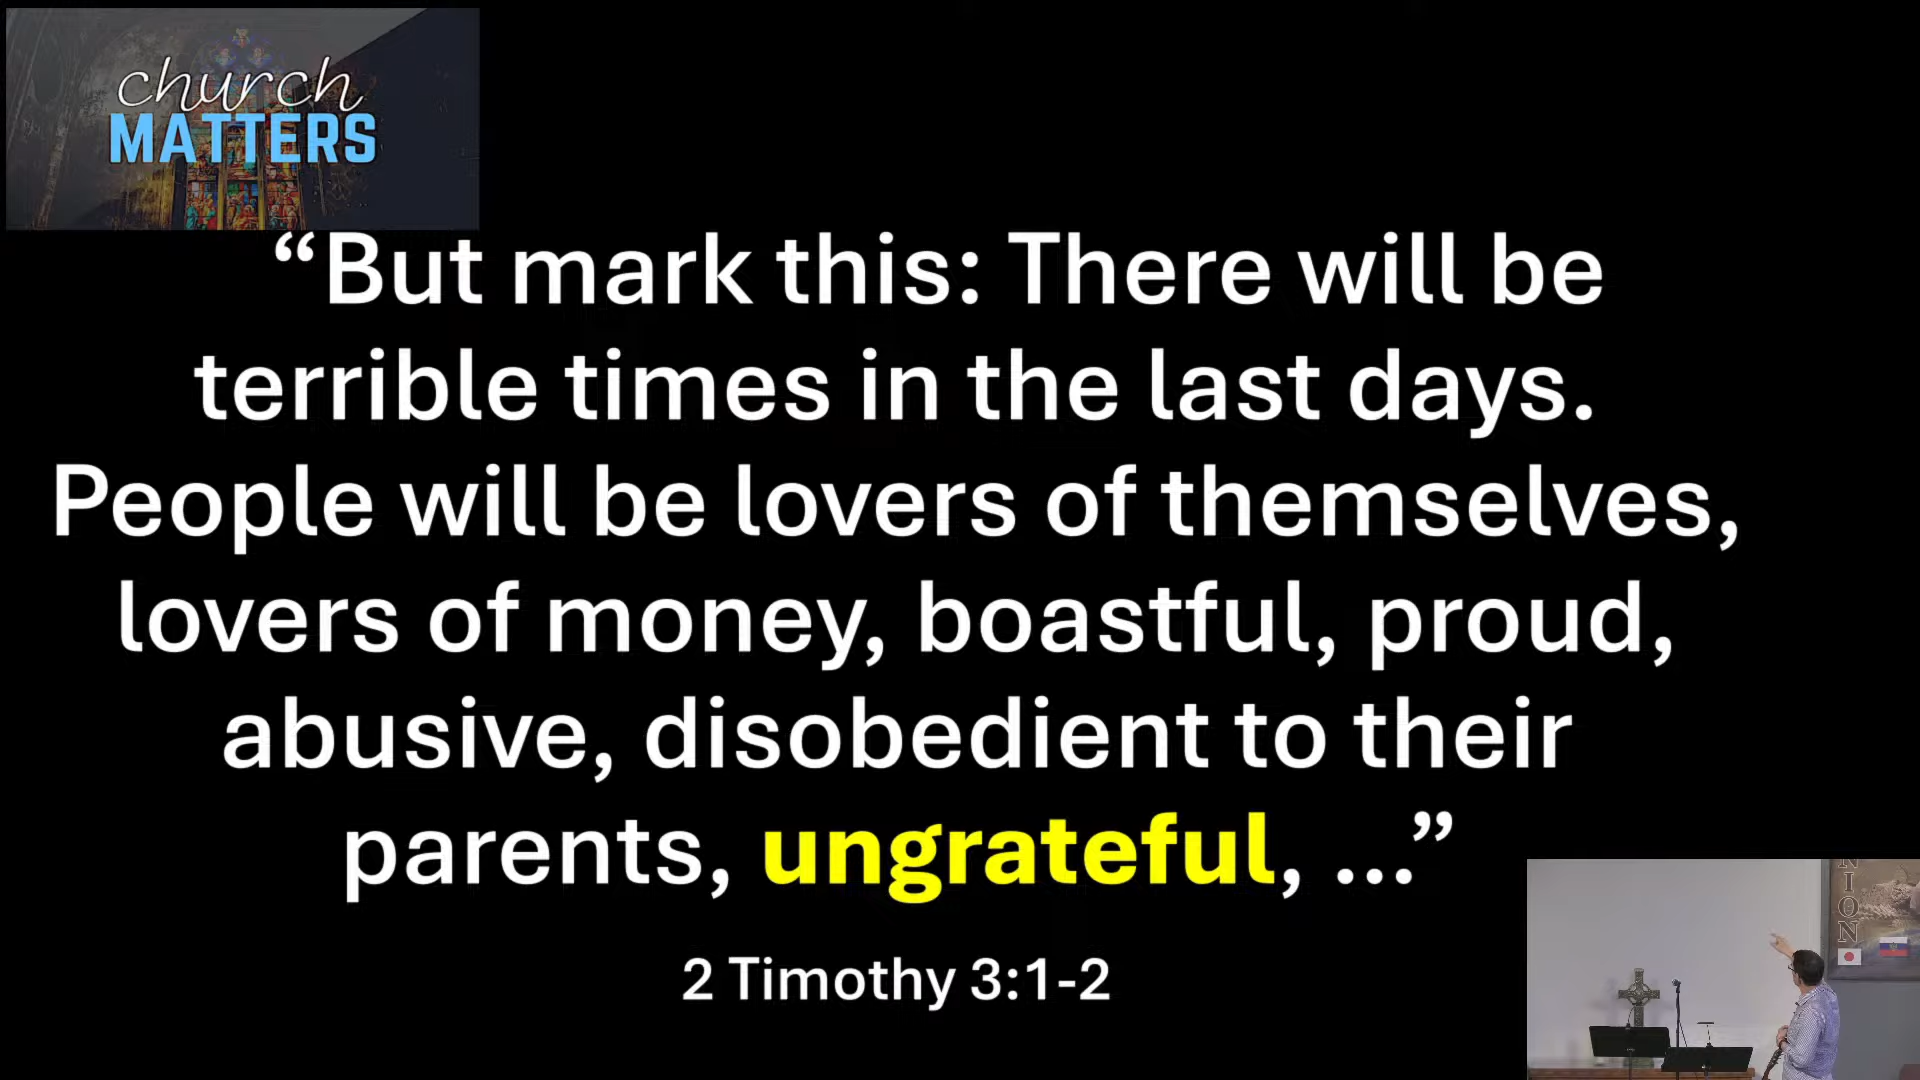 church
MATTERS
“But mark this: There will be
terrible times in the last days.
People will be lovers of themselves,
lovers of money, boastful, proud,
abusive, disobedient to their
parents, ungrateful, ...”
2 Timothy 3:1-2
NION